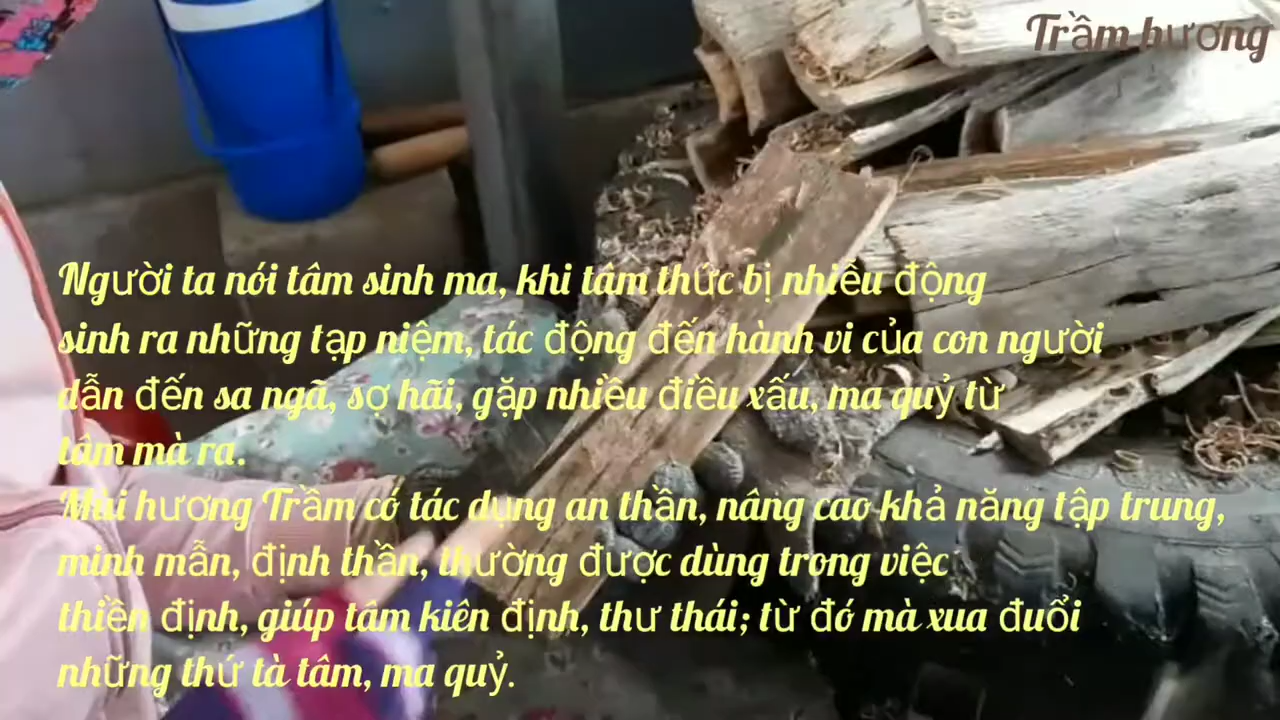 Trầm hương
Người ta nói tâm sinh ma, khi tâm thức bị nhiều động
sinh ra những tạp niệm, tác động đến hành vi của con người
dẫn đến sa ngã, sợ hãi, gặp nhiều điều xấu, ma quỷ từ
tâm mà ra.
Mùi hương Trầm có tác dụng an thần, nâng cao khả năng tập trung,
minh mẫn, định thần, thường được dùng trong việc
thiền định, giúp tâm kiên định, thư thái; từ đó mà xua đuổi
những thứ tà tâm, ma quỷ.